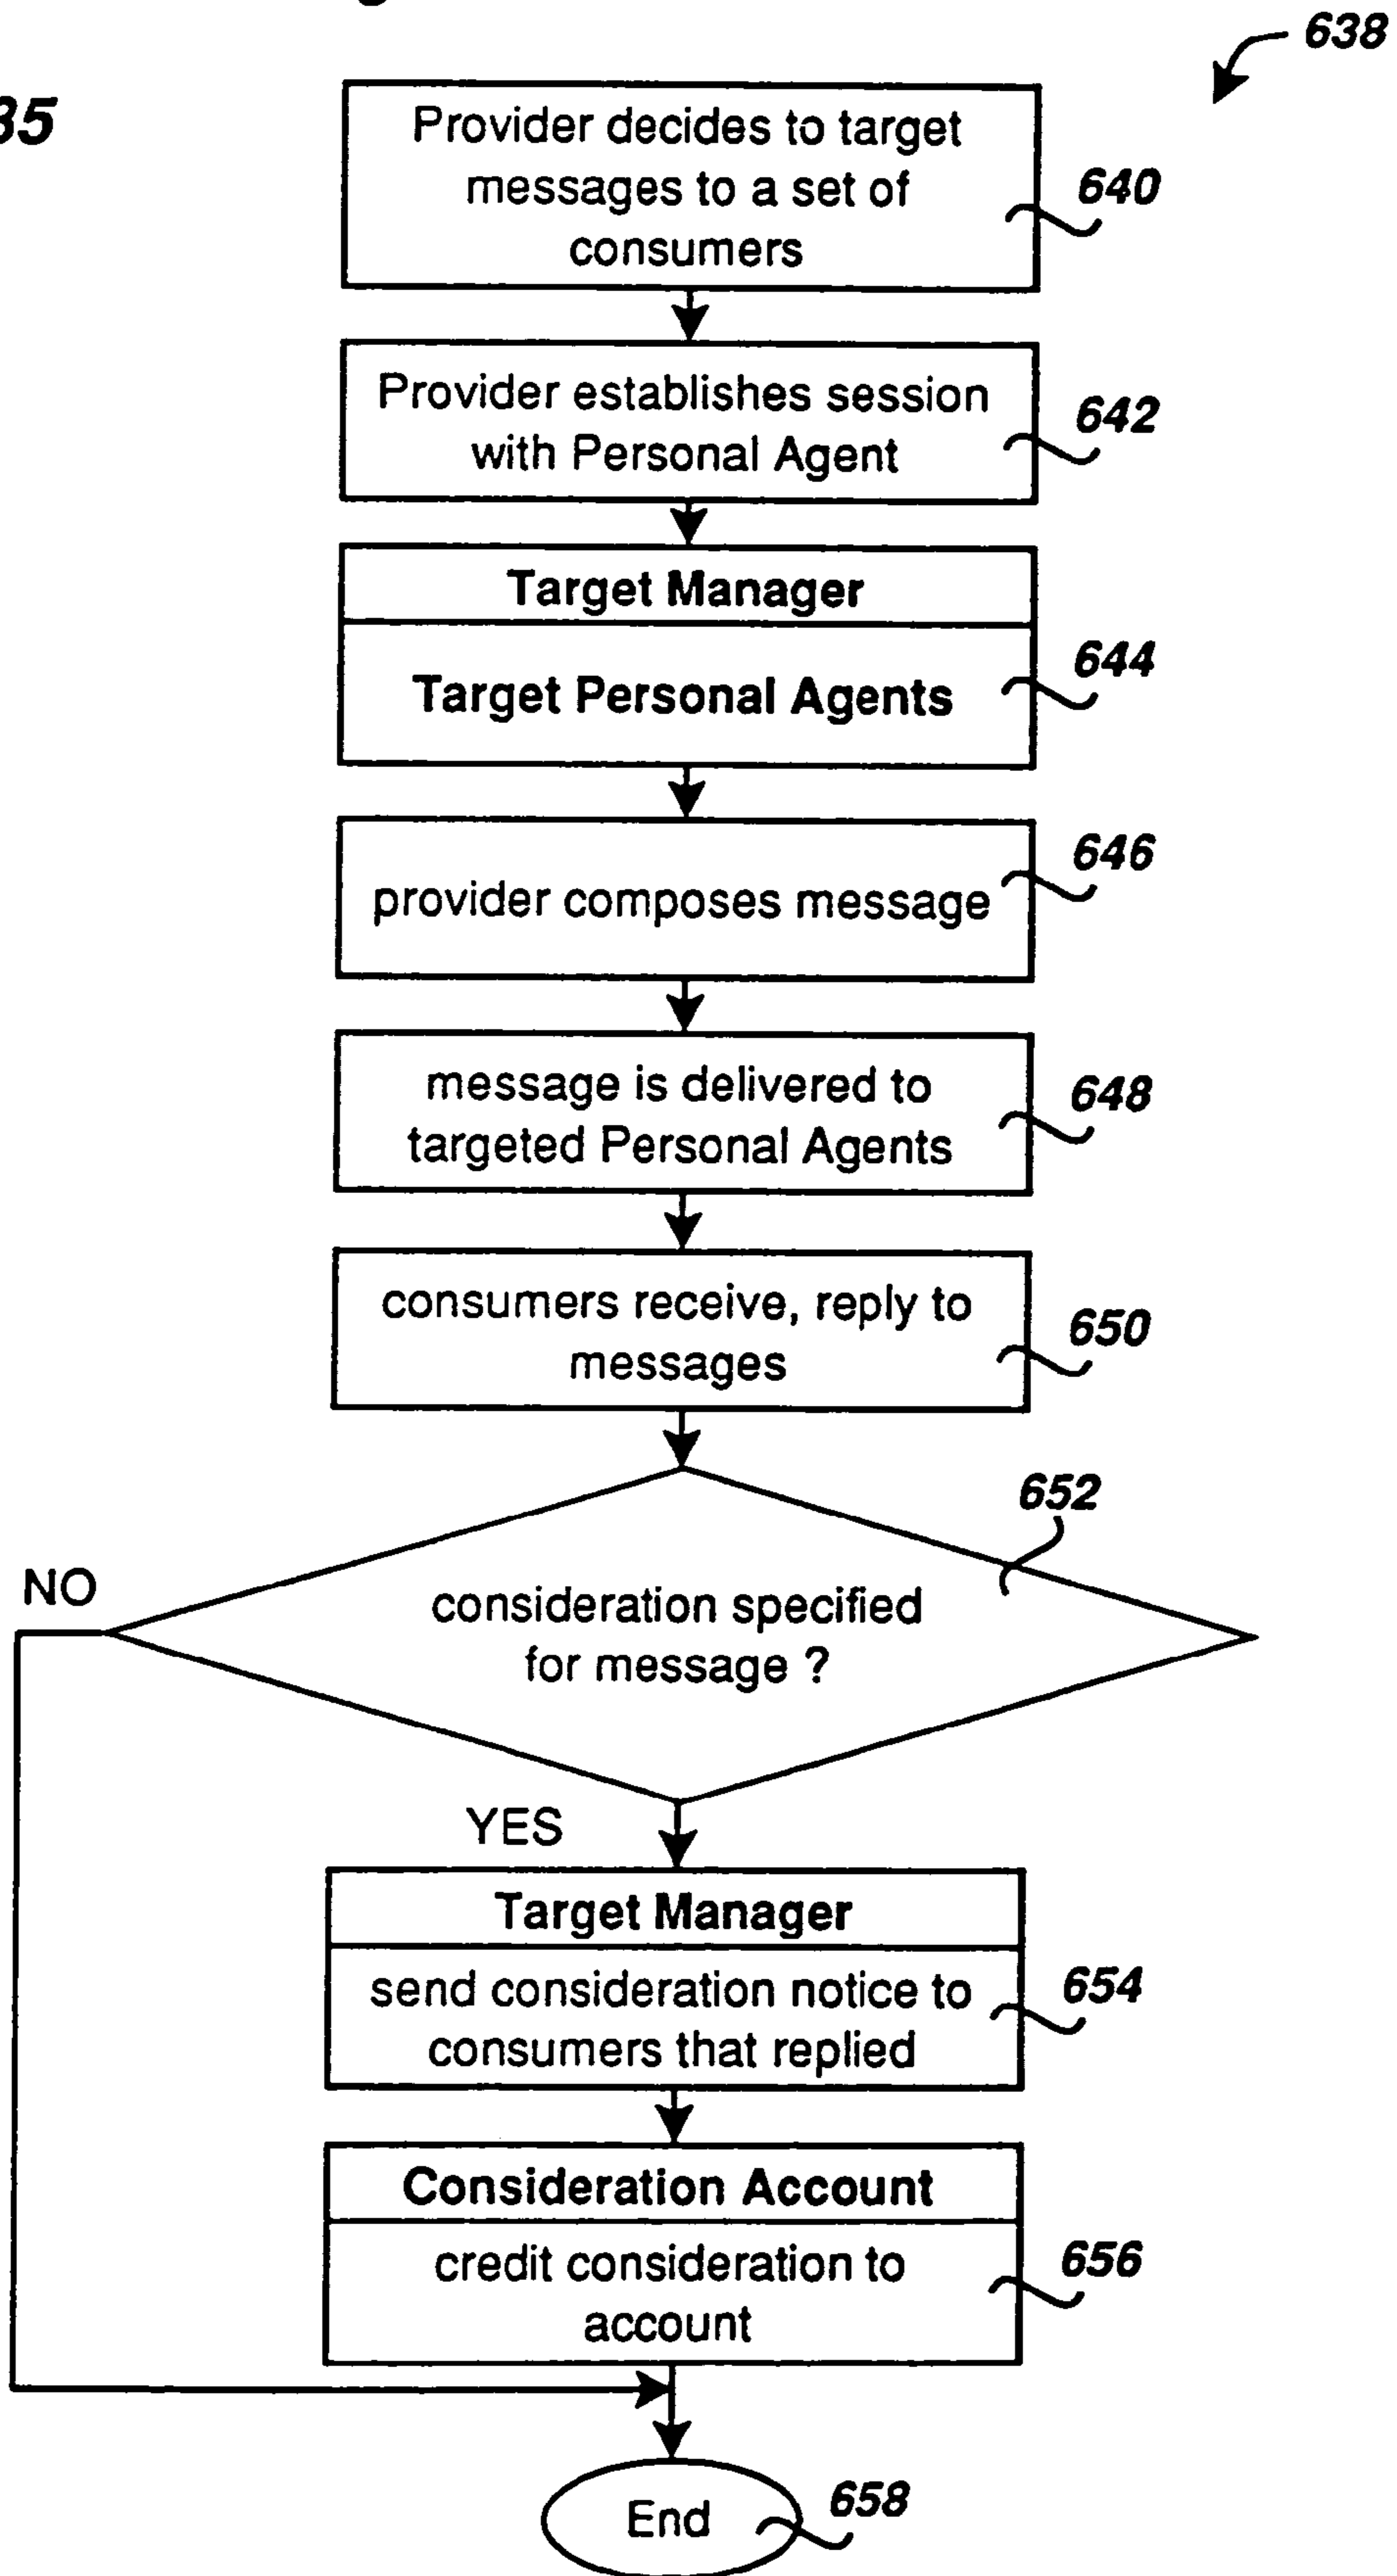 638
35
Provider decides to target
messages to a set of
consumers
640
Provider establishes session
with Personal Agent
642
Target Manager
Target Personal Agents
644
provider composes message
646
message is delivered to
targeted Personal Agents
648
consumers receive, reply to
messages
650
652
NO
consideration specified
for message ?
YES
Target Manager
send consideration notice to
consumers that replied
654
Consideration Account
credit consideration to
account
656
End
658